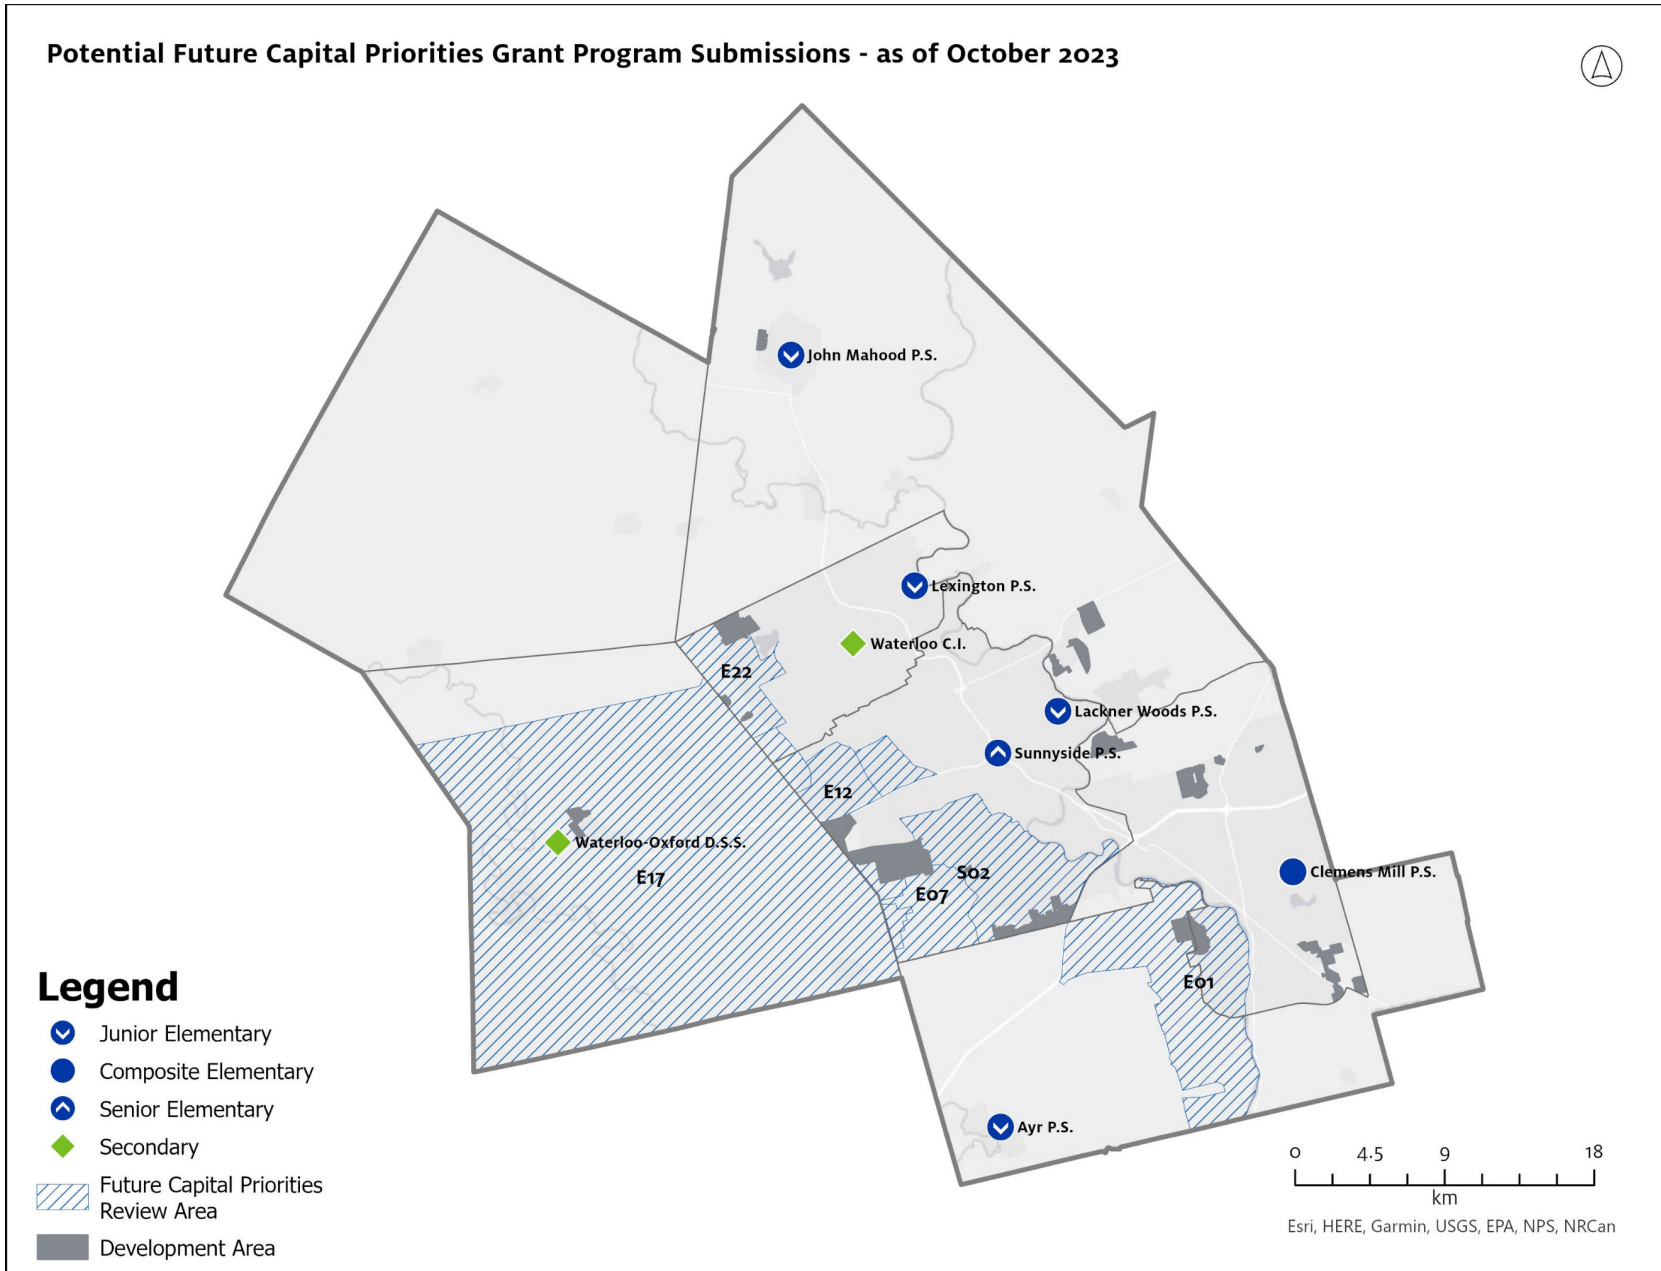 Potential Future Capital Priorities Grant Program Submissions - as of October 2023
John Mahood P.S.
Lexington P.S.
Waterloo C.I.
E22
Lackner Woods P.S.
Sunnyside P.S.
E12
Waterloo-Oxford D.S.S.
E17
S02
E07
Clemens Mill P.S.
E01
Ayr P.S.
Legend
Junior Elementary
Composite Elementary
Senior Elementary
Secondary
Future Capital Priorities
Review Area
Development Area
0 4.5 9 18
km
Esri, HERE, Garmin, USGS, EPA, NPS, NRCan